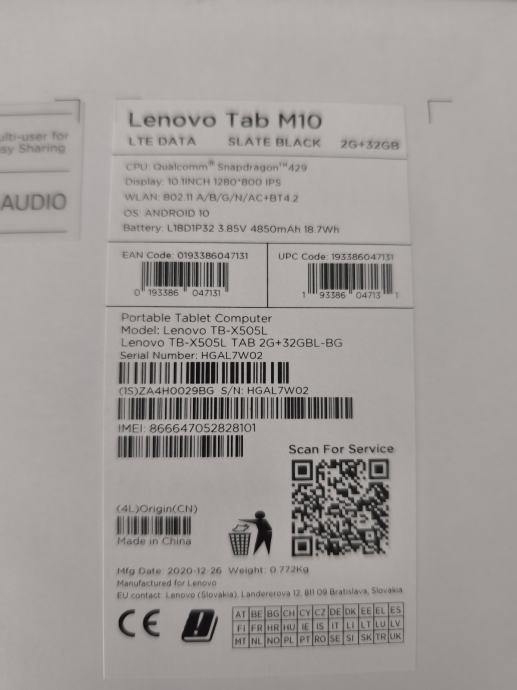 ulti-user for
sy Sharing
AUDIO
Lenovo Tab M10
LTE DATA SLATE BLACK 2G+32GB
CPU: Qualcomm® Snapdragon™429
Display: 10.1INCH 1280*800 IPS
WLAN: 802.11 A/B/G/N/AC+BT4.2
OS: ANDROID 10
Battery: L18D1P32 3.85V 4850mAh 18.7Wh
EAN Code: 0193386047131 UPC Code: 193386047131
0 193386 047131 1 93386 04713 1
Portable Tablet Computer
Model: Lenovo TB-X505L
Lenovo TB-X505L TAB 2G+32GBL-BG
Serial Number: HGAL7W02
(1S)ZA4H0029BG S/N: HGAL7W02
IMEI: 866647052828101
Scan For Service
(4L)Origin(CN)
Made in China
Mfg Date: 2020-12-26 Weight: 0.772Kg
Manufactured for Lenovo
EU contact: Lenovo (Slovakia), Landererova 12, 811 09 Bratislava, Slovakia
CE
AT BE BG CH CY CZ DE DK EE EL ES
FI FR HR HU IE IS IT LI LT LU LV
MT NL NO PL PT RO SE SI SK TR UK